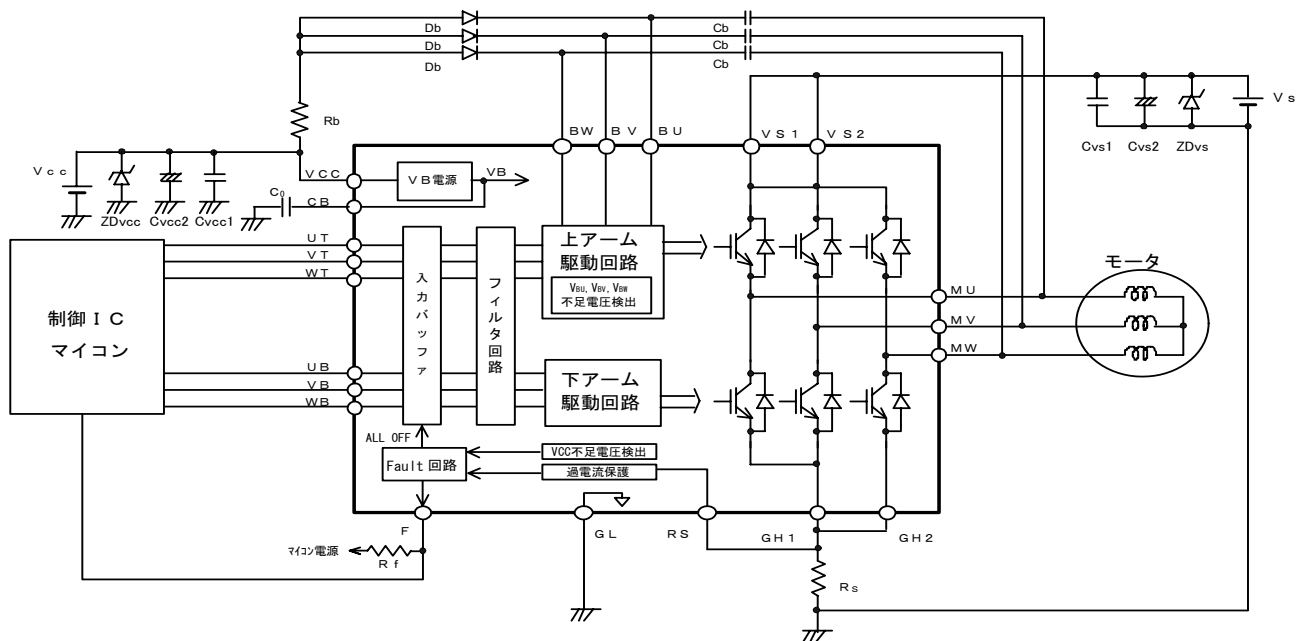 Db
Db
Db
Cb
Cb
Cb
Rb
BW
BV
BU
VS1
VS2
Cvs1
Cvs2
ZDvs
Vs
Vcc
ZDvcc
Cvcc2
Cvcc1
VCC
VB電源
VB
C₀
CB
UT
VT
WT
制御IC
マイコン
UB
VB
WB
入力バッファ
フィルタ回路
上アーム
駆動回路
VBU, VBV, VBW
不足電圧検出
下アーム
駆動回路
MU
MV
MW
モータ
ALL OFF
Fault 回路
VCC不足電圧検出
過電流保護
F
GL
RS
GH1
GH2
マイコン電源
Rf
Rs